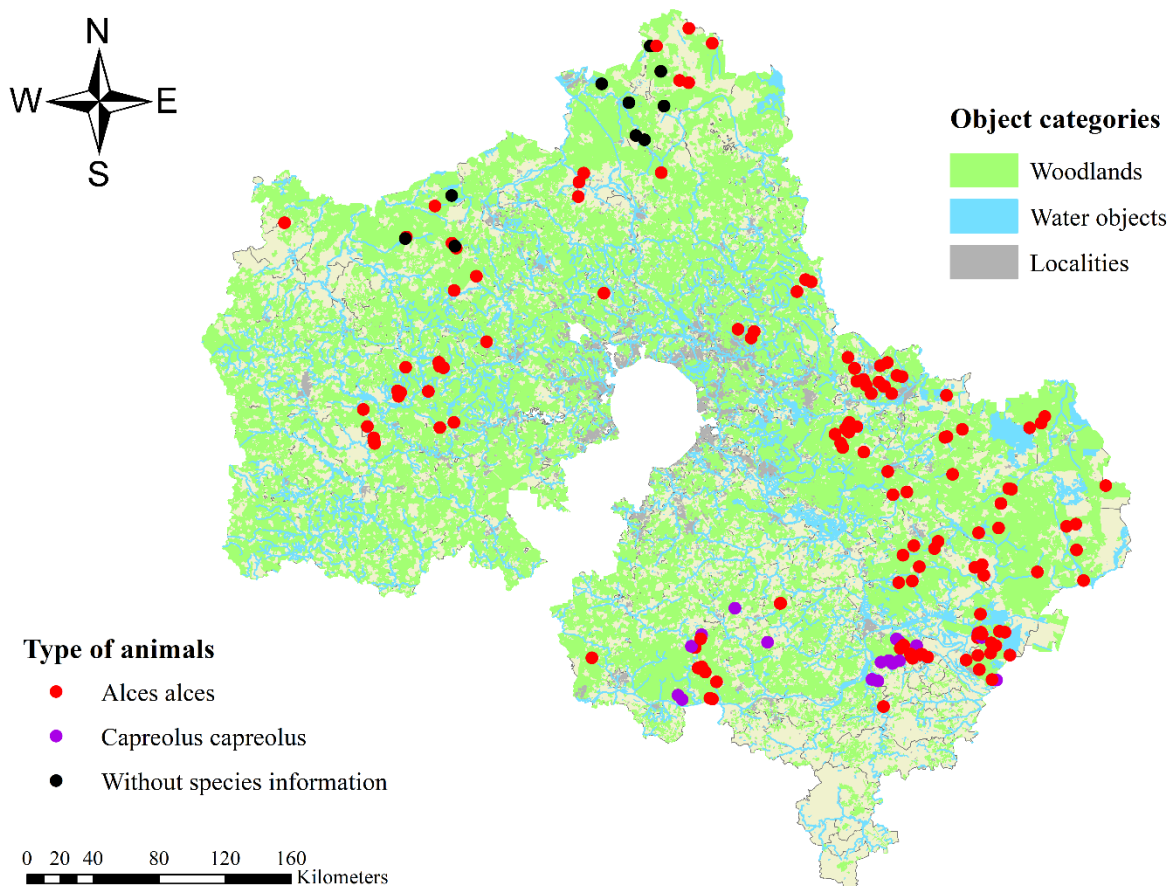 N
W E
S
Object categories
Woodlands
Water objects
Localities
Type of animals
Alces alces
Capreolus capreolus
Without species information
0 20 40 80 120 160
Kilometers